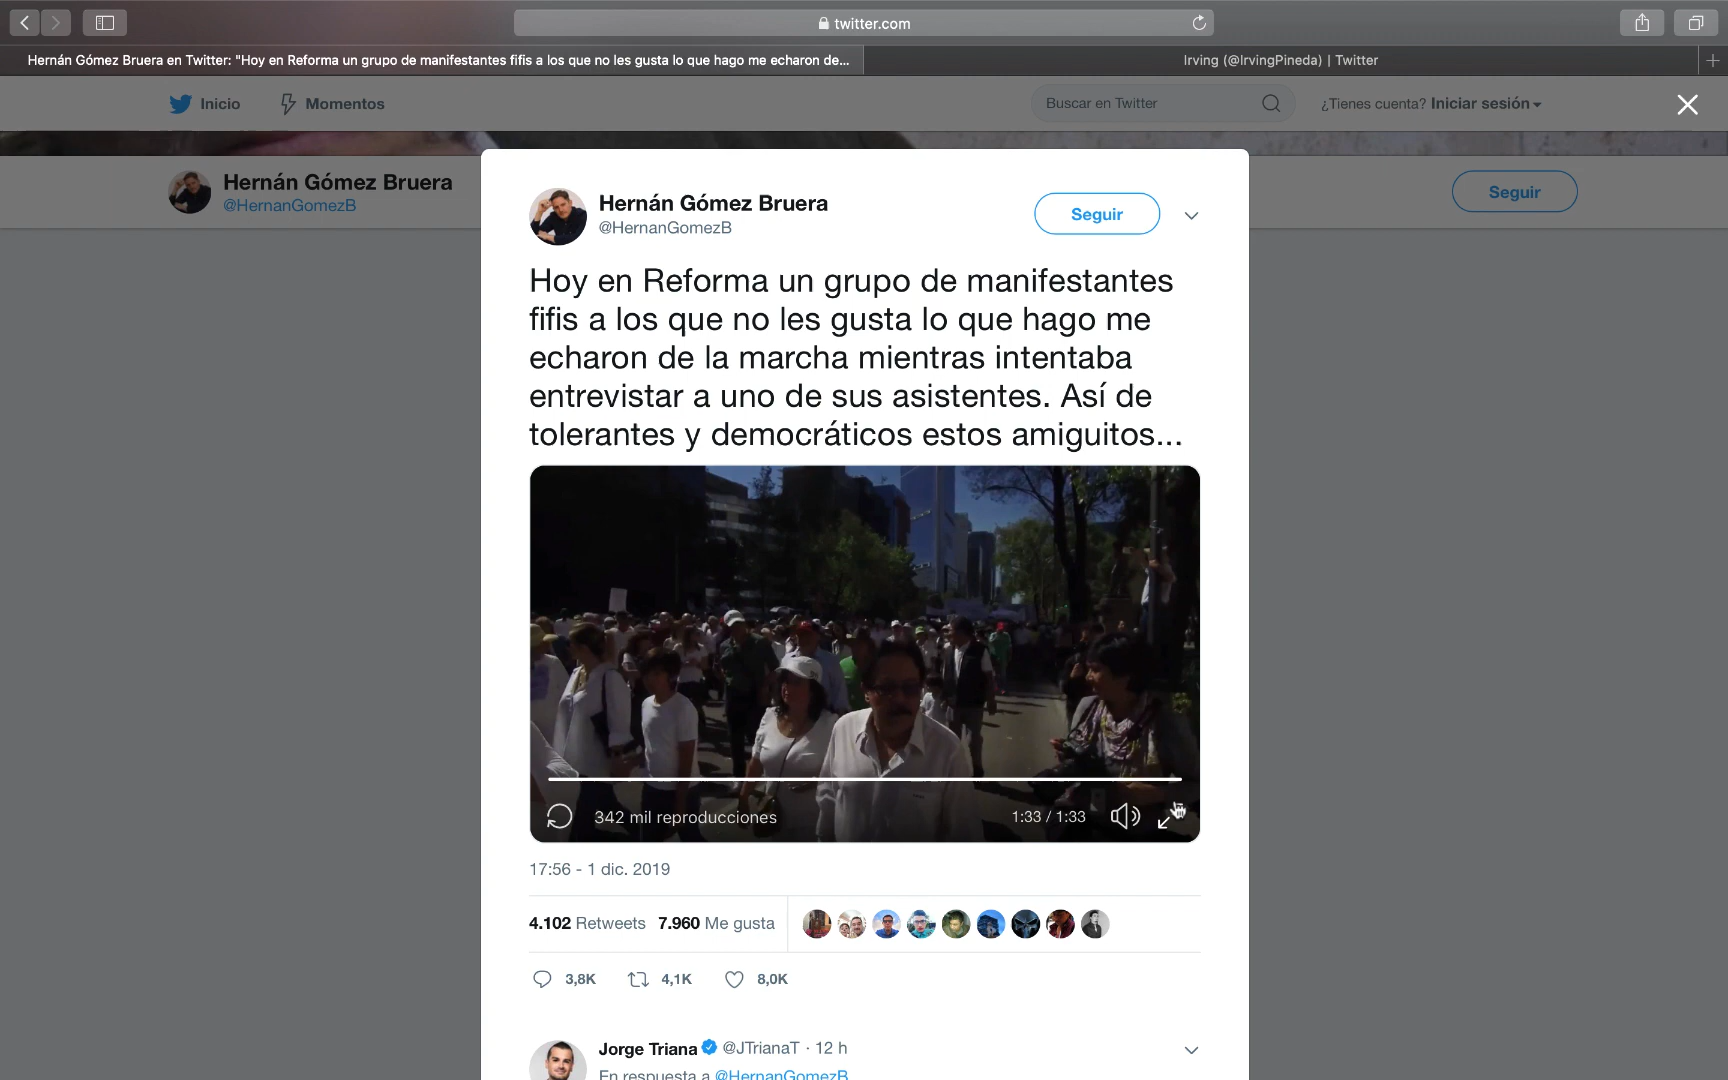 twitter.com
Hernán Gómez Bruera en Twitter: "Hoy en Reforma un grupo de manifestantes fifis a los que no les gusta lo que hago me echaron de...
Irving (@IrvingPineda) | Twitter
Inicio
Momentos
Buscar en Twitter
¿Tienes cuenta? Iniciar sesión
Hernán Gómez Bruera
@HernanGomezB
Seguir
Hernán Gómez Bruera
@HernanGomezB
Seguir
Hoy en Reforma un grupo de manifestantes
fifis a los que no les gusta lo que hago me
echaron de la marcha mientras intentaba
entrevistar a uno de sus asistentes. Así de
tolerantes y democráticos estos amiguitos...
342 mil reproducciones
1:33 / 1:33
17:56 - 1 dic. 2019
4.102 Retweets 7.960 Me gusta
3,8K 4,1K 8,0K
Jorge Triana @JTrianaT · 12 h
En respuesta a @HernanGomezB